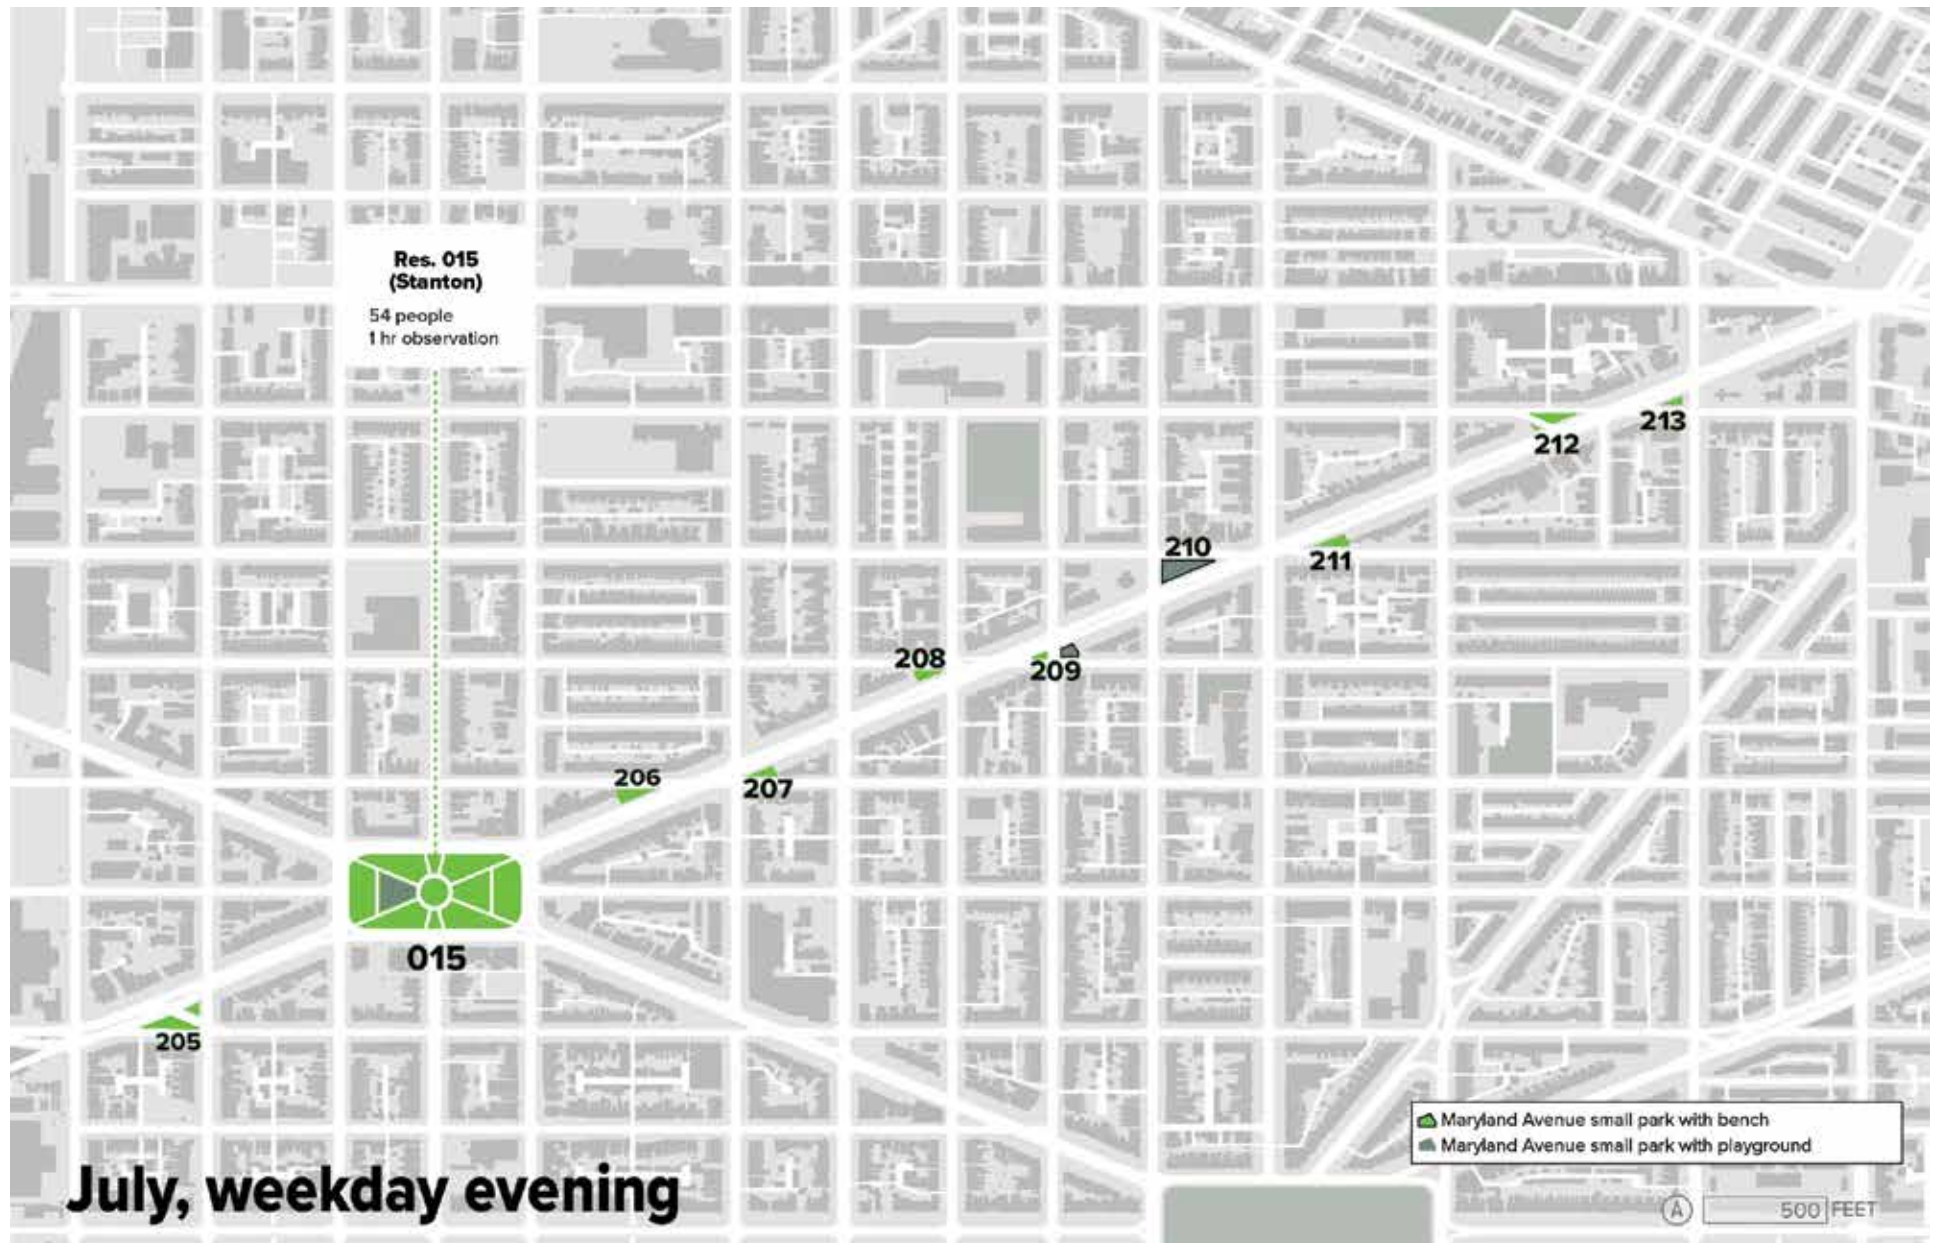 Res. 015
(Stanton)
54 people
1 hr observation
213
212
210
211
208
209
206
207
015
205
Maryland Avenue small park with bench
Maryland Avenue small park with playground
July, weekday evening
A
500 FEET